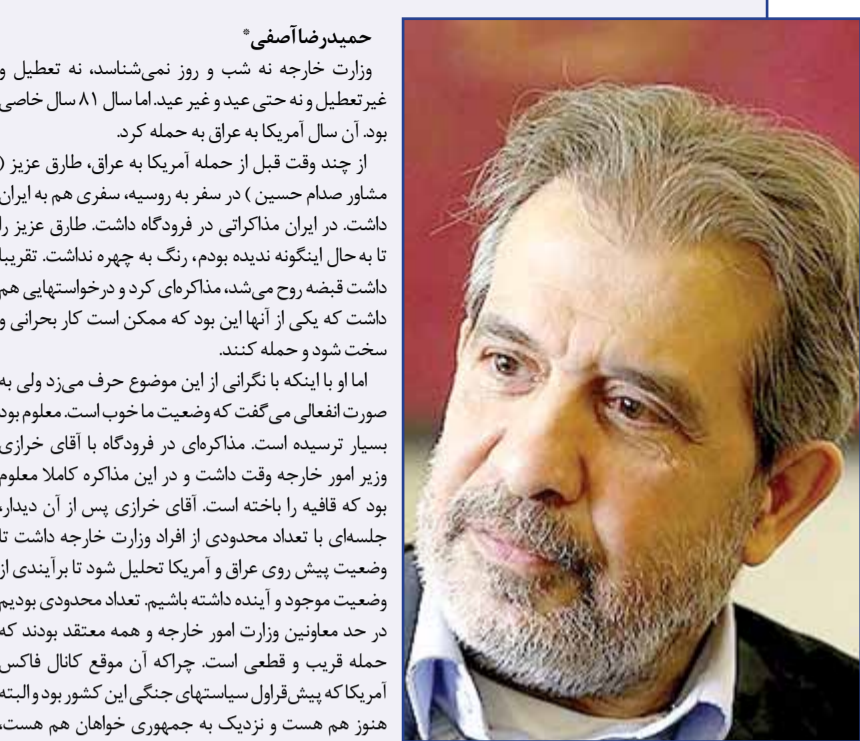 حمیدرضا آصفی*
وزارت خارجه نه شب و روز نمی‌شناسد، نه تعطیل و
غیرتعطیل و نه حتی عید و غیر عید. اما سال ۸۱ سال خاصی
بود. آن سال آمریکا به عراق به حمله کرد.
از چند وقت قبل از حمله آمریکا به عراق، طارق عزیز (
مشاور صدام حسین ) در سفر به روسیه، سفری هم به ایران
داشت. در ایران مذاکراتی در فرودگاه داشت. طارق عزیز را
تا به حال اینگونه ندیده بودم، رنگ به چهره نداشت. تقریبا
داشت قبضه روح می‌شد، مذاکره‌ای کرد و درخواستهایی هم
داشت که یکی از آنها این بود که ممکن است کار بحرانی و
سخت شود و حمله کنند.
اما او با اینکه با نگرانی از این موضوع حرف می‌زد ولی به
صورت انفعالی می‌گفت که وضعیت ما خوب است. معلوم بود
بسیار ترسیده است. مذاکره‌ای در فرودگاه با آقای خرازی
وزیر امور خارجه وقت داشت و در این مذاکره کاملا معلوم
بود که قافیه را باخته است. آقای خرازی پس از آن دیدار،
جلسه‌ای با تعداد محدودی از افراد وزارت خارجه داشت تا
وضعیت پیش روی عراق و آمریکا تحلیل شود تا برآیندی از
وضعیت موجود و آینده داشته باشیم. تعداد محدودی بودیم
در حد معاونین وزارت امور خارجه و همه معتقد بودند که
حمله قریب و قطعی است. چراکه آن موقع کانال فاکس
آمریکا که پیش‌قراول سیاستهای جنگی این کشور بود و البته
هنوز هم هست و نزدیک به جمهوری خواهان هم هست،